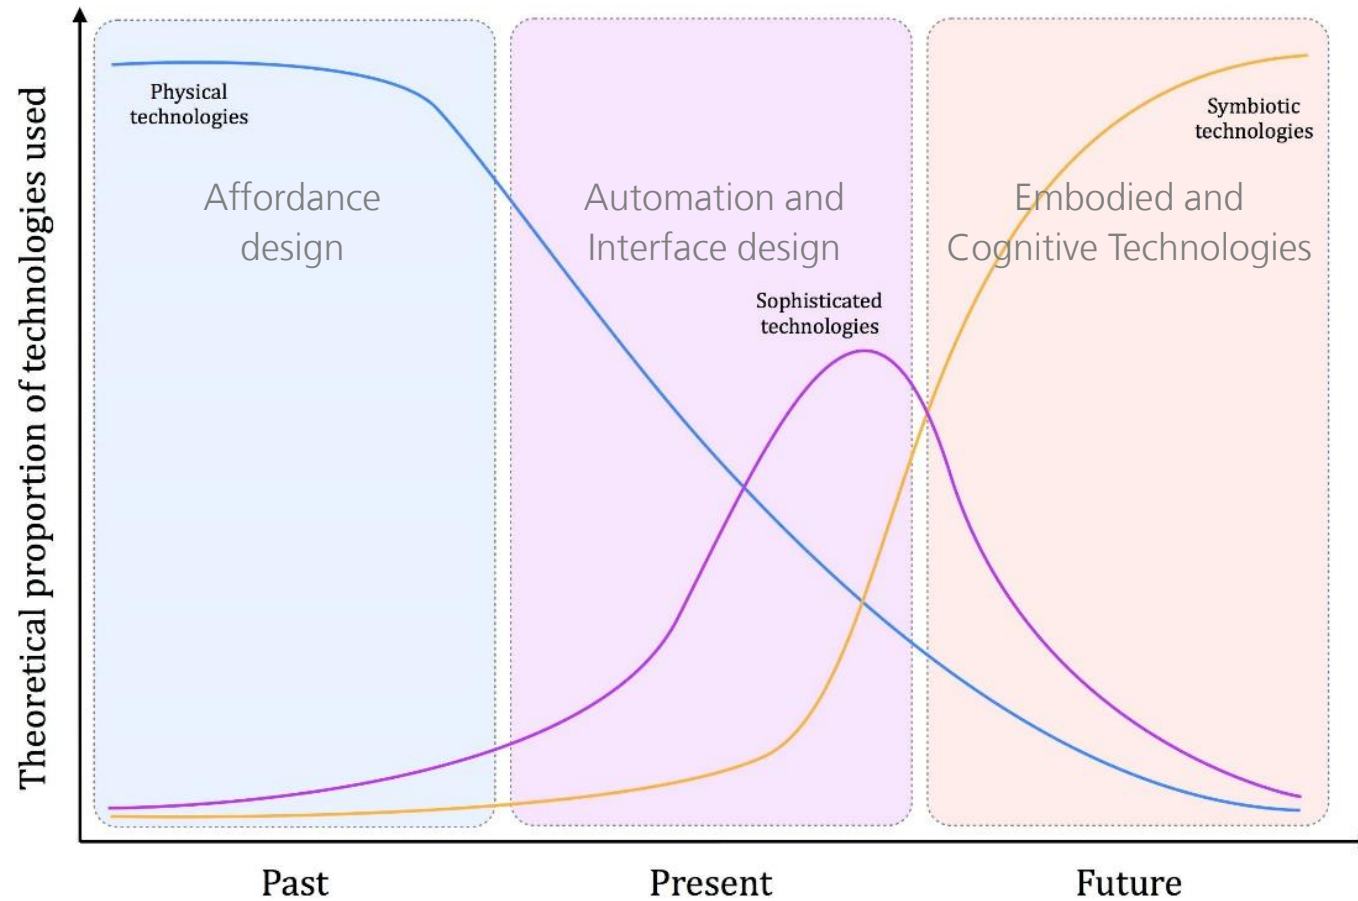 Theoretical proportion of technologies used
Physical
technologies
Affordance
design
Automation and
Interface design
Sophisticated
technologies
Symbiotic
technologies
Embodied and
Cognitive Technologies
Past
Present
Future